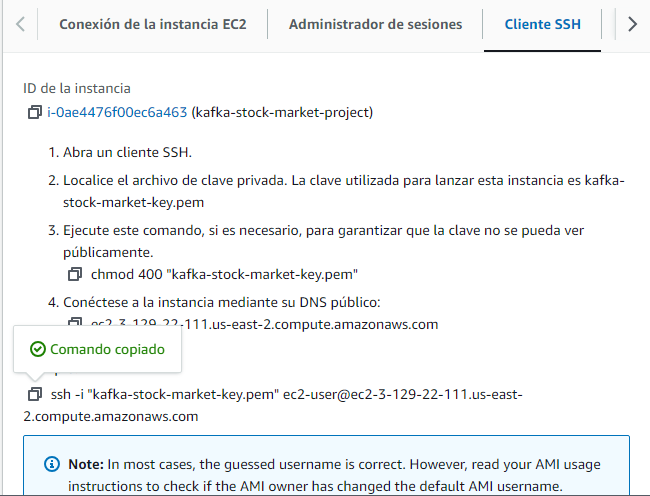 Conexión de la instancia EC2 Administrador de sesiones Cliente SSH
ID de la instancia
i-0ae4476f00ec6a463 (kafka-stock-market-project)
1. Abra un cliente SSH.
2. Localice el archivo de clave privada. La clave utilizada para lanzar esta instancia es kafka-
stock-market-key.pem
3. Ejecute este comando, si es necesario, para garantizar que la clave no se pueda ver
públicamente.
chmod 400 "kafka-stock-market-key.pem"
4. Conéctese a la instancia mediante su DNS público:
ec2-3-129-22-111.us-east-2.compute.amazonaws.com
Comando copiado
ssh -i "kafka-stock-market-key.pem" ec2-user@ec2-3-129-22-111.us-east-
2.compute.amazonaws.com
Note: In most cases, the guessed username is correct. However, read your AMI usage
instructions to check if the AMI owner has changed the default AMI username.